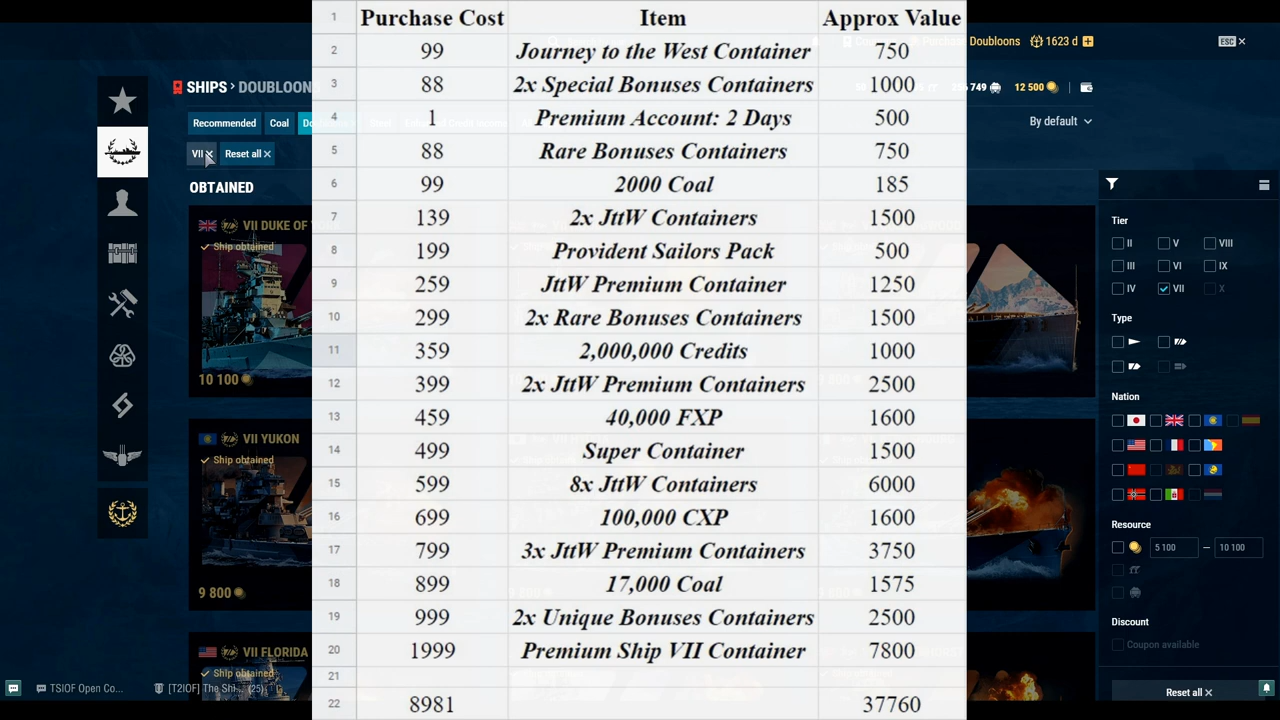 1 Purchase Cost Item Approx Value
2 99 Journey to the West Container 750
3 88 2x Special Bonuses Containers 1000
4 1 Premium Account: 2 Days 500
5 88 Rare Bonuses Containers 750
6 99 2000 Coal 185
7 139 2x JttW Containers 1500
8 199 Provident Sailors Pack 500
9 259 JttW Premium Container 1250
10 299 2x Rare Bonuses Containers 1500
11 359 2,000,000 Credits 1000
12 399 2x JttW Premium Containers 2500
13 459 40,000 FXP 1600
14 499 Super Container 1500
15 599 8x JttW Containers 6000
16 699 100,000 CXP 1600
17 799 3x JttW Premium Containers 3750
18 899 17,000 Coal 1575
19 999 2x Unique Bonuses Containers 2500
20 1999 Premium Ship VII Container 7800
21
22 8981 37760
SHIPS > DOUBLOON
Recommended Coal
VII × Reset all ×
OBTAINED
VII DUKE OF
Ship obtained
10 100
VII YUKON
Ship obtained
9 800
VII FLORIDA
Ship obtained
TSIOF Open Co...
[T2IOF] The Shi... (25)
Doubloons 1623 d +
ESC ×
749 12 500
By default
Tier
II V VIII
III VI IX
IV VII X
Type
Nation
Resource
5 100 — 10 100
Discount
Coupon available
Reset all ×